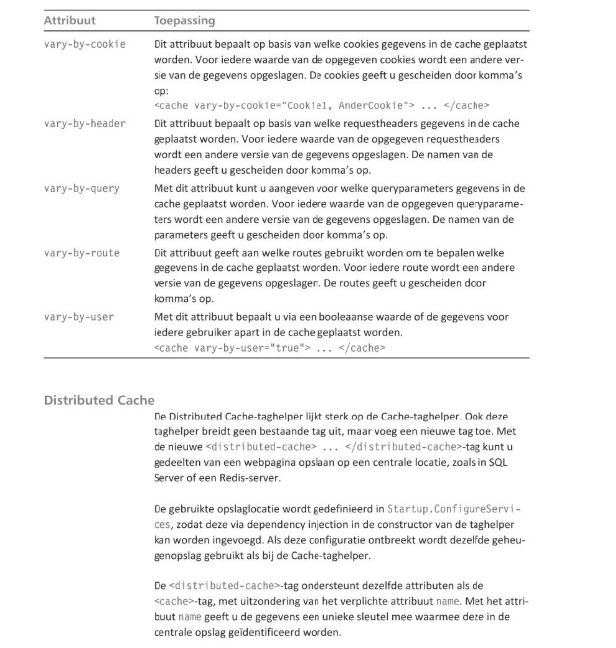 Attribuut Toepassing
vary-by-cookie Dit attribuut bepaalt op basis van welke cookies gegevens in de cache geplaatst
worden. Voor iedere waarde van de opgegeven cookies wordt een andere ver-
sie van de gegevens opgeslagen. De cookies geeft u gescheiden door komma's
op:
<cache vary-by-cookie="Cookie1, AnderCookie"> ... </cache>
vary-by-header Dit attribuut bepaalt op basis van welke requestheaders gegevens in de cache
geplaatst worden. Voor iedere waarde van de opgegeven requestheaders
wordt een andere versie van de gegevens opgeslagen. De namen van de
headers geeft u gescheiden door komma's op.
vary-by-query Met dit attribuut kunt u aangeven voor welke queryparameters gegevens in de
cache geplaatst worden. Voor iedere waarde van de opgegeven queryparame-
ters wordt een andere versie van de gegevens opgeslagen. De namen van de
parameters geeft u gescheiden door komma's op.
vary-by-route Dit attribuut geeft aan welke routes gebruikt worden om te bepalen welke
gegevens in de cache geplaatst worden. Voor iedere route wordt een andere
versie van de gegevens opgeslagen. De routes geeft u gescheiden door
komma's op.
vary-by-user Met dit attribuut bepaalt u via een booleaanse waarde of de gegevens voor
iedere gebruiker apart in de cache geplaatst worden.
<cache vary-by-user="true"> ... </cache>
Distributed Cache
De Distributed Cache-taghelper lijkt sterk op de Cache-taghelper. Ook deze
taghelper breidt geen bestaande tag uit, maar voeg een nieuwe tag toe. Met
de nieuwe <distributed-cache> ... </distributed-cache>-tag kunt u
gedeelten van een webpagina opslaan op een centrale locatie, zoals in SQL
Server of een Redis-server.
De gebruikte opslaglocatie wordt gedefinieerd in Startup.ConfigureServi-
ces, zodat deze via dependency injection in de constructor van de taghelper
kan worden ingevoegd. Als deze configuratie ontbreekt wordt dezelfde geheu-
genopslag gebruikt als bij de Cache-taghelper.
De <distributed-cache>-tag ondersteunt dezelfde attributen als de
<cache>-tag, met uitzondering van het verplichte attribuut name. Met het attri-
buut name geeft u de gegevens een unieke sleutel mee waarmee deze in de
centrale opslag geïdentificeerd worden.